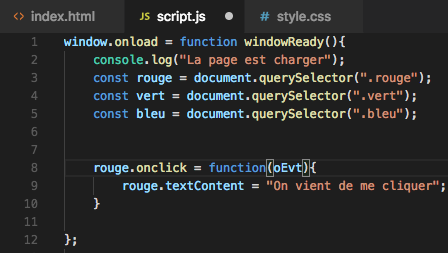 <> index.html JS script.js # style.css
1 window.onload = function windowReady(){
2 console.log("La page est charger");
3 const rouge = document.querySelector(".rouge");
4 const vert = document.querySelector(".vert");
5 const bleu = document.querySelector(".bleu");
6
7
8 rouge.onclick = function(oEvt){
9 rouge.textContent = "On vient de me cliquer";
10 }
11
12 };